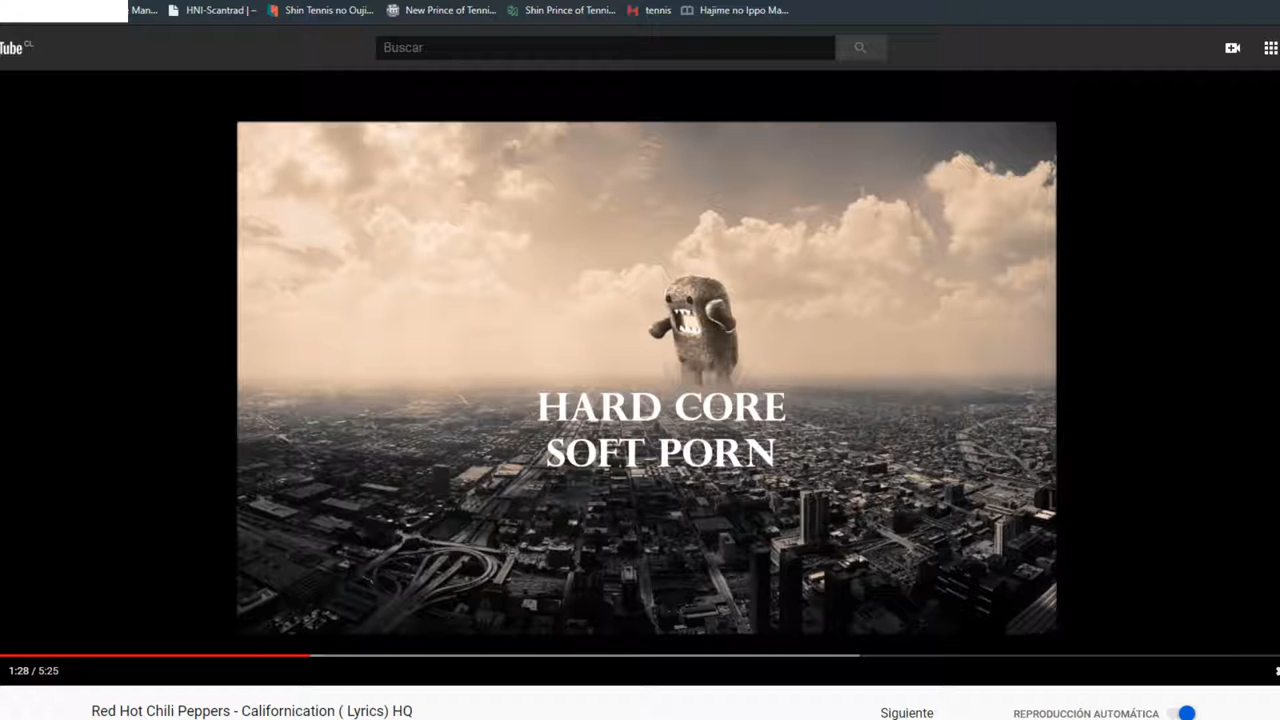 Man...
HNI-Scantrad | –
Shin Tennis no Ouji...
New Prince of Tenni...
Shin Prince of Tenni...
tennis
Hajime no Ippo Ma...
Tube CL
Buscar
HARD CORE
SOFT PORN
1:28 / 5:25
Red Hot Chili Peppers - Californication ( Lyrics) HQ
Siguiente
REPRODUCCIÓN AUTOMÁTICA